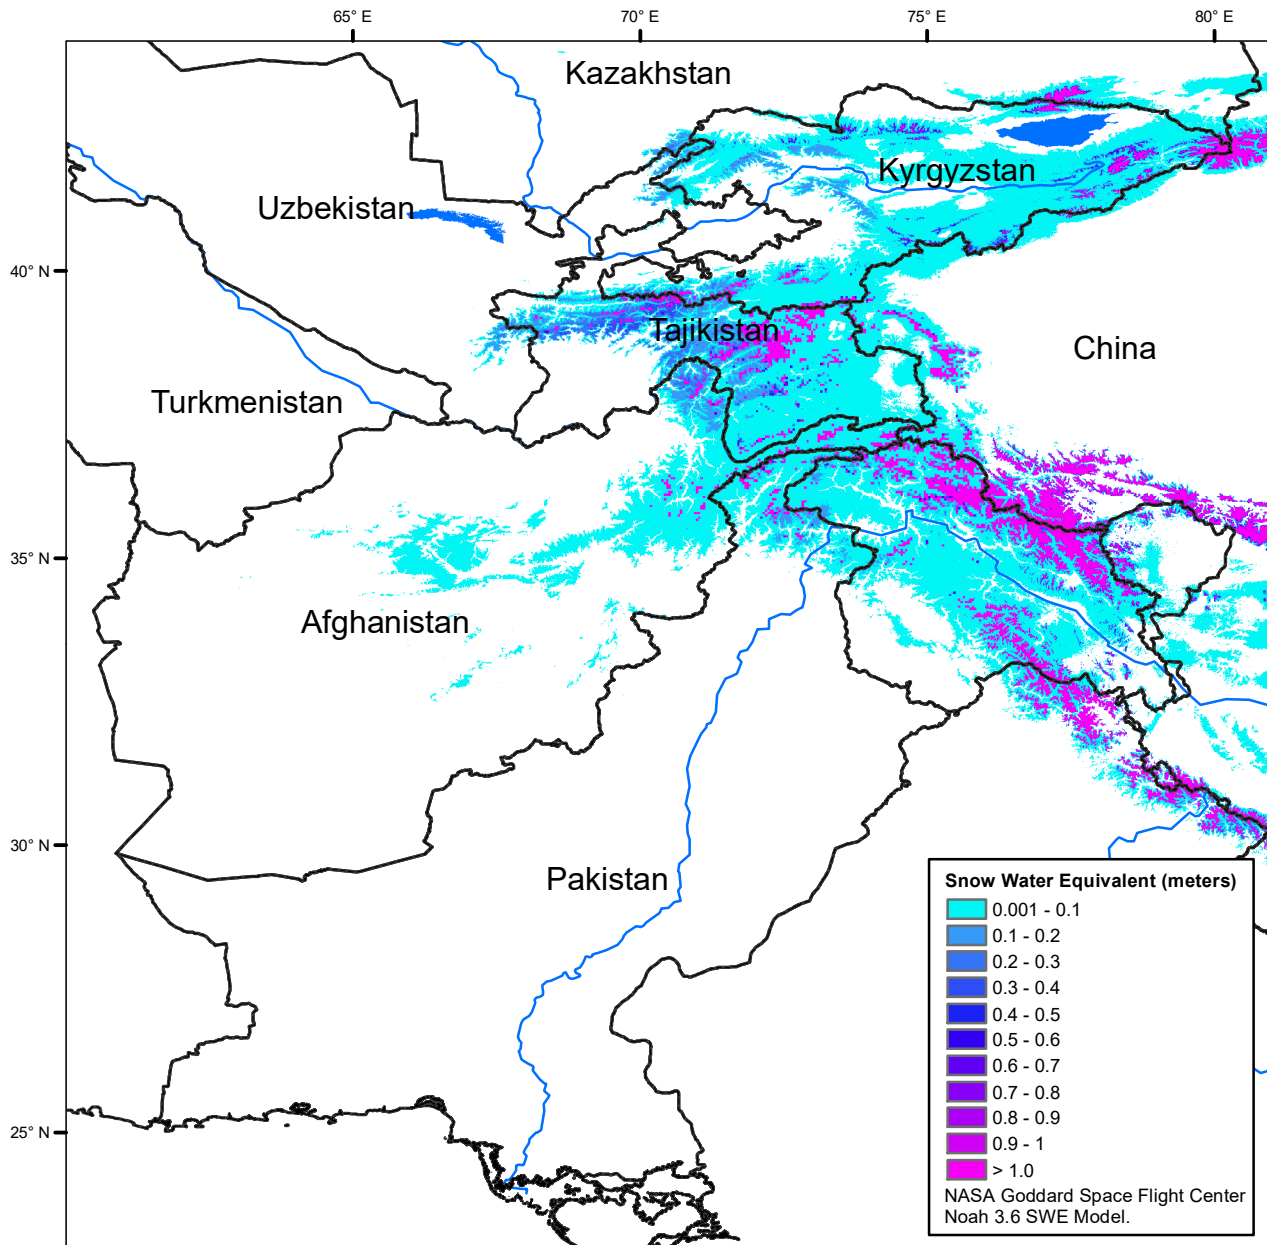 65° E
70° E
75° E
80° E
Kazakhstan
Kyrgyzstan
Uzbekistan
40° N
Tajikistan
China
Turkmenistan
35° N
Afghanistan
30° N
Pakistan
25° N
Snow Water Equivalent (meters)
0.001 - 0.1
0.1 - 0.2
0.2 - 0.3
0.3 - 0.4
0.4 - 0.5
0.5 - 0.6
0.6 - 0.7
0.7 - 0.8
0.8 - 0.9
0.9 - 1
> 1.0
NASA Goddard Space Flight Center
Noah 3.6 SWE Model.